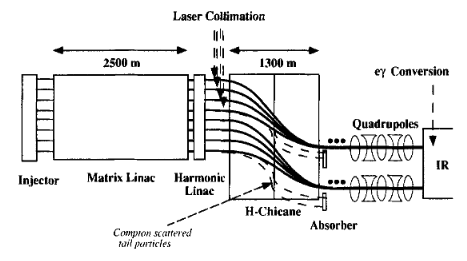 Laser Collimation
2500 m
1300 m
eγ Conversion
Quadrupoles
IR
Injector
Matrix Linac
Harmonic
Linac
H-Chicane
Absorber
Compton scattered
tail particles